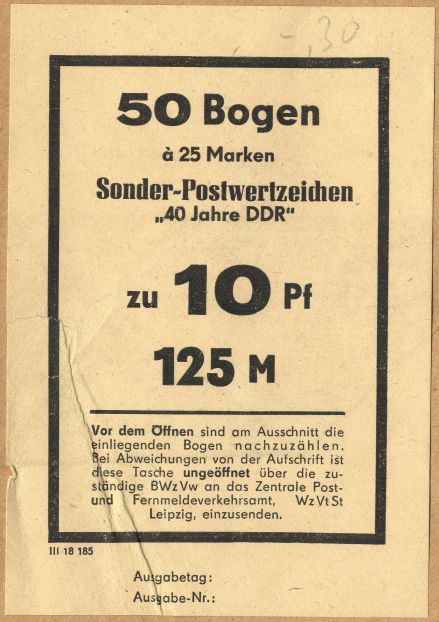 -,30
50 Bogen
à 25 Marken
Sonder-Postwertzeichen
„40 Jahre DDR“
zu 10 Pf
125 M
Vor dem Öffnen sind am Ausschnitt die
einliegenden Bogen nachzuzählen.
Bei Abweichungen von der Aufschrift ist
diese Tasche ungeöffnet über die zu-
ständige BWzVw an das Zentrale Post-
und Fernmeldeverkehrsamt, WzVtSt
Leipzig, einzusenden.
III 18 185
Ausgabetag:
Ausgabe-Nr.: